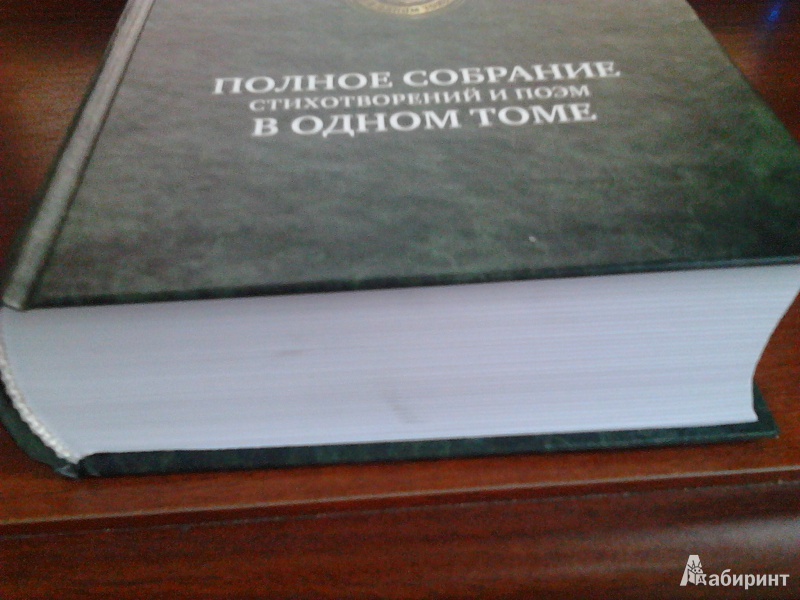 ПОЛНОЕ СОБРАНИЕ
СТИХОТВОРЕНИЙ И ПОЭМ
В ОДНОМ ТОМЕ
Лабиринт